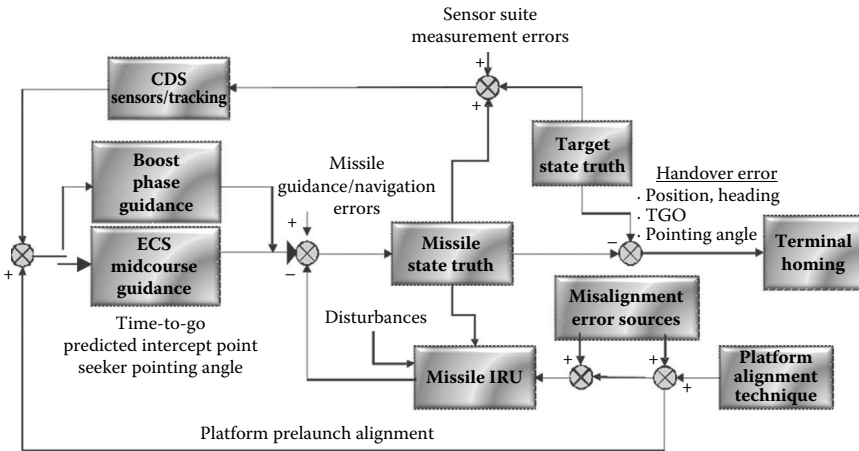 Sensor suite
measurement errors
+
+
CDS
sensors/tracking
Target
state truth
Boost
phase
guidance
Missile
guidance/navigation
errors
Handover error
· Position, heading
· TGO
· Pointing angle
+
–
+
–
ECS
midcourse
guidance
Missile
state truth
Terminal
homing
Time-to-go
predicted intercept point
seeker pointing angle
Disturbances
Misalignment
error sources
+
+
+
Missile IRU
Platform
alignment
technique
Platform prelaunch alignment